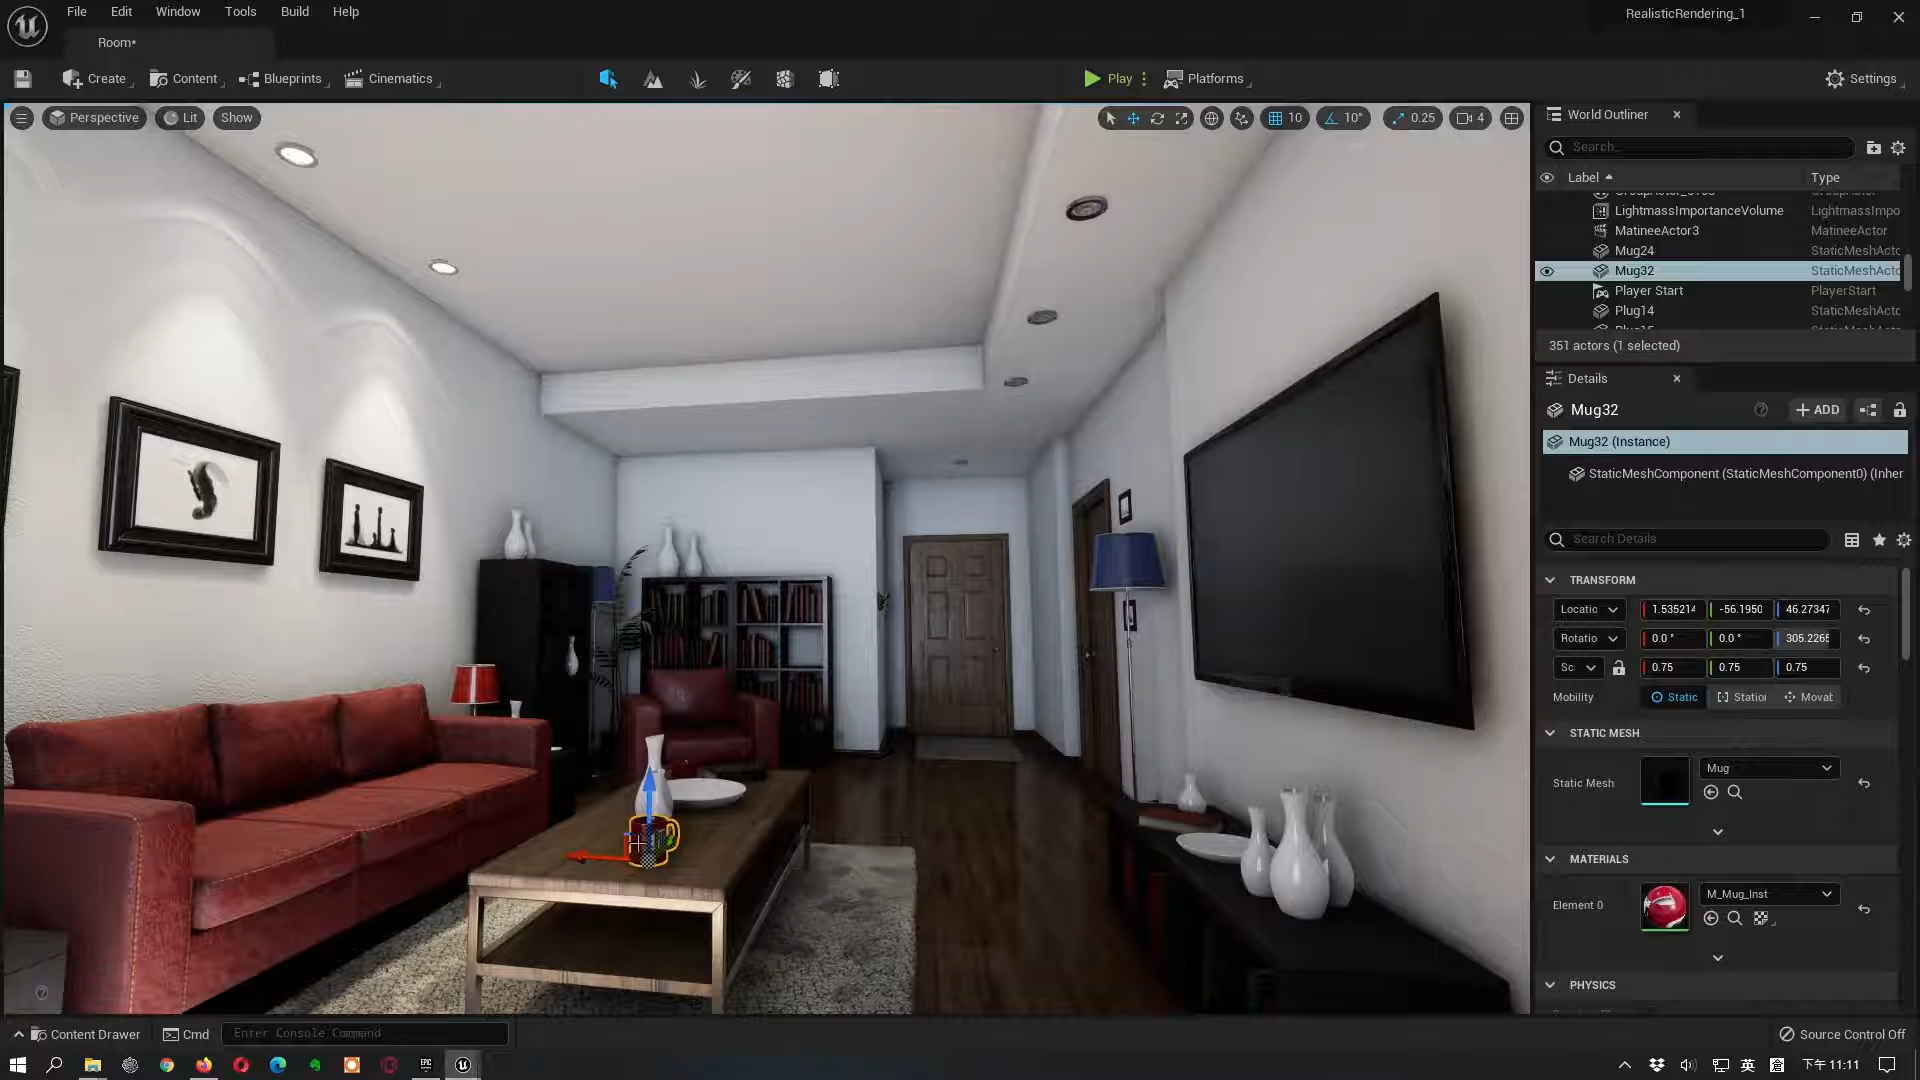 File Edit Window Tools Build Help
RealisticRendering_1
Room*
Create Content Blueprints Cinematics Play Platforms Settings
Perspective Lit Show 10 10° 0.25 4
World Outliner
Search...
Label Type
LightmassImportanceVolume LightmassImpo
MatineeActor3 MatineeActor
Mug24 StaticMeshActo
Mug32 StaticMeshActo
Player Start PlayerStart
Plug14 StaticMeshActo
351 actors (1 selected)
Details
Mug32 ADD
Mug32 (Instance)
StaticMeshComponent (StaticMeshComponent0) (Inher
Search Details
TRANSFORM
Locatio 1.535214 -56.1950 46.27347
Rotatio 0.0 ° 0.0 ° 305.2265
Sc 0.75 0.75 0.75
Mobility Static Station Movab
STATIC MESH
Mug
Static Mesh
MATERIALS
M_Mug_Inst
Element 0
PHYSICS
Content Drawer Cmd Enter Console Command Source Control Off
EPIC 英 下午 11:11